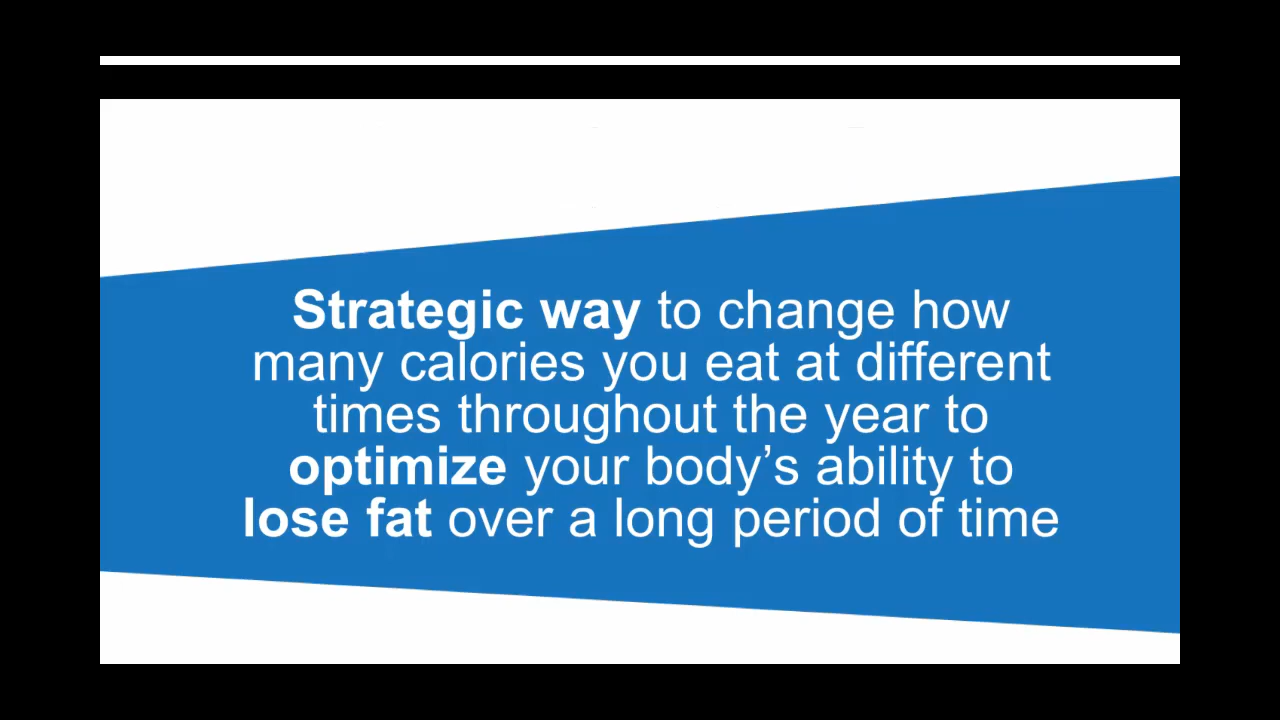 Strategic way to change how
many calories you eat at different
times throughout the year to
optimize your body’s ability to
lose fat over a long period of time